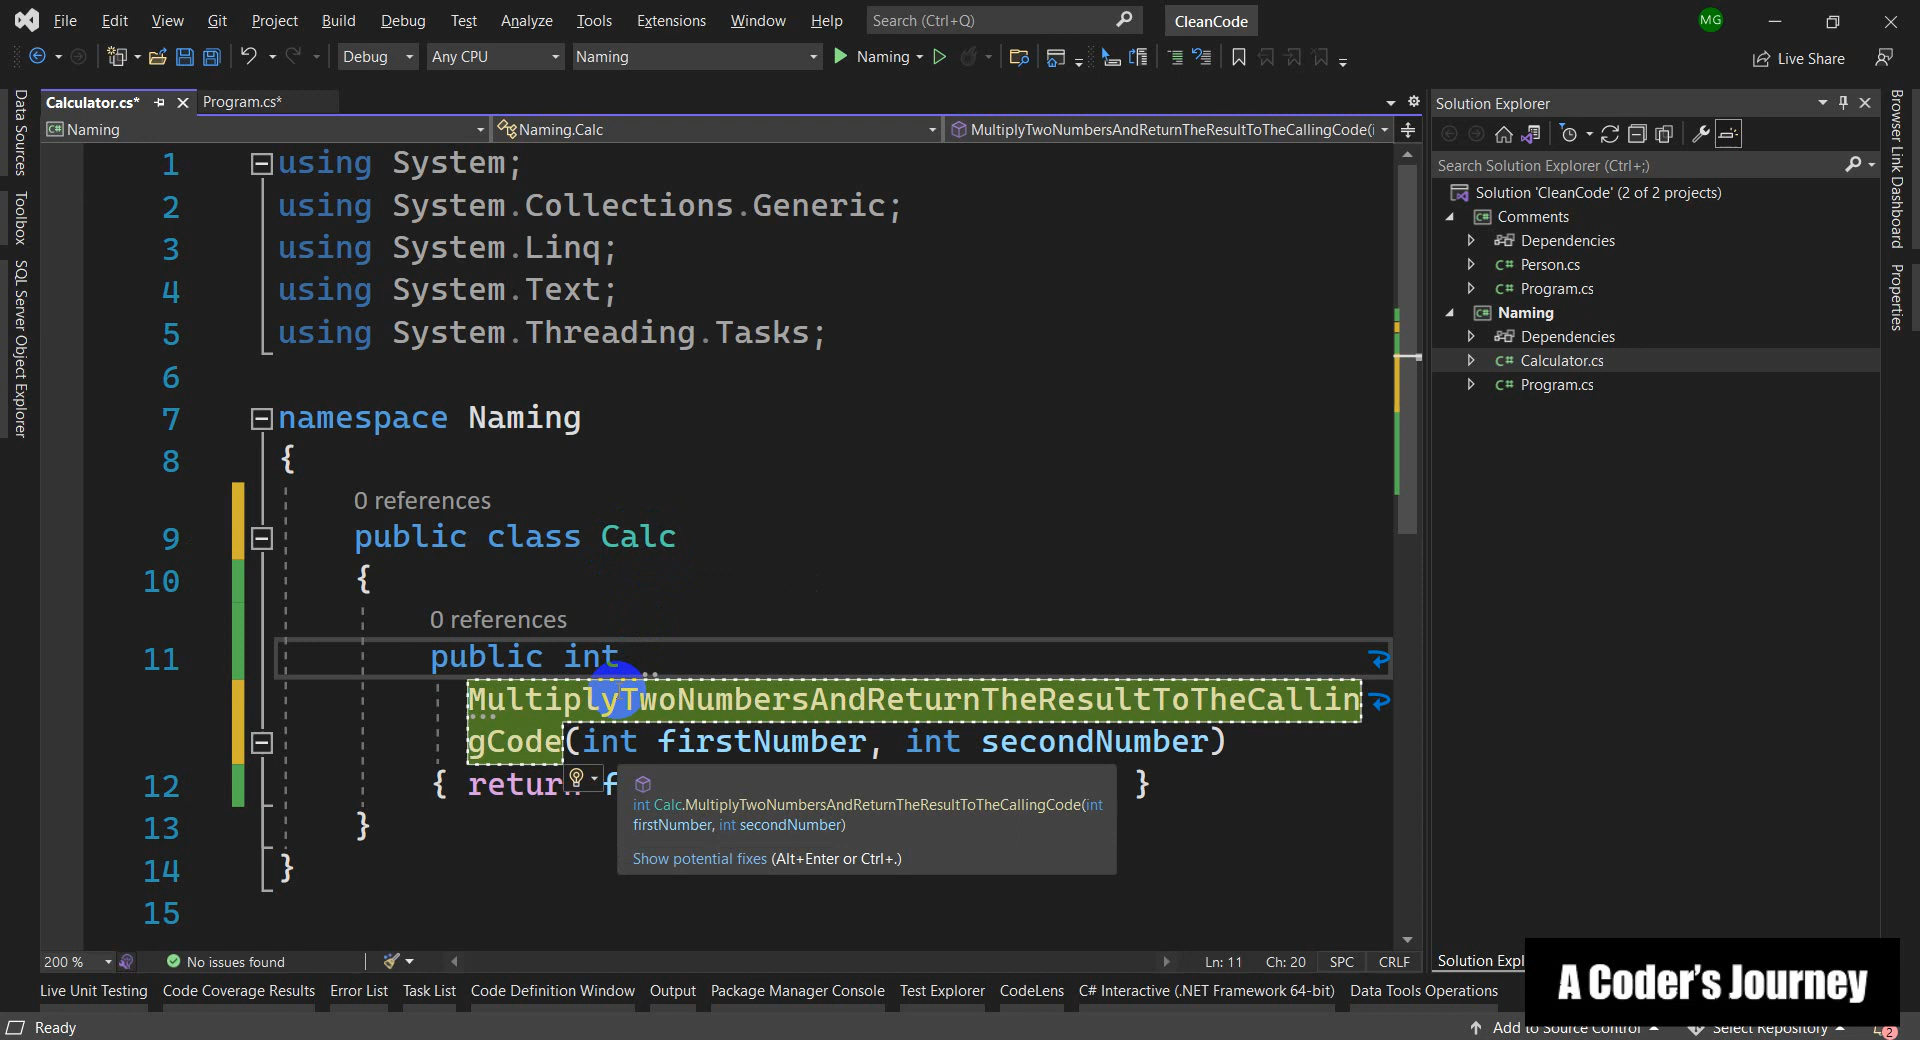 File Edit View Git Project Build Debug Test Analyze Tools Extensions Window Help Search (Ctrl+Q) CleanCode MG
Debug Any CPU Naming Naming Live Share
Calculator.cs* Program.cs*
Naming Naming.Calc MultiplyTwoNumbersAndReturnTheResultToTheCallingCode(i
Data Sources
Toolbox
SQL Server Object Explorer
1 using System;
2 using System.Collections.Generic;
3 using System.Linq;
4 using System.Text;
5 using System.Threading.Tasks;
6
7 namespace Naming
8 {
0 references
9 public class Calc
10 {
0 references
11 public int
MultiplyTwoNumbersAndReturnTheResultToTheCallin
gCode(int firstNumber, int secondNumber)
12 { return f }
13 }
14 }
15
int Calc.MultiplyTwoNumbersAndReturnTheResultToTheCallingCode(int
firstNumber, int secondNumber)
Show potential fixes (Alt+Enter or Ctrl+.)
Solution Explorer
Search Solution Explorer (Ctrl+;)
Solution 'CleanCode' (2 of 2 projects)
C# Comments
Dependencies
C# Person.cs
C# Program.cs
C# Naming
Dependencies
C# Calculator.cs
C# Program.cs
Browser Link Dashboard
Properties
200 % No issues found Ln: 11 Ch: 20 SPC CRLF
Solution Expl
Live Unit Testing Code Coverage Results Error List Task List Code Definition Window Output Package Manager Console Test Explorer CodeLens C# Interactive (.NET Framework 64-bit) Data Tools Operations
A Coder's Journey
Ready Add to Source Control Select Repository 2